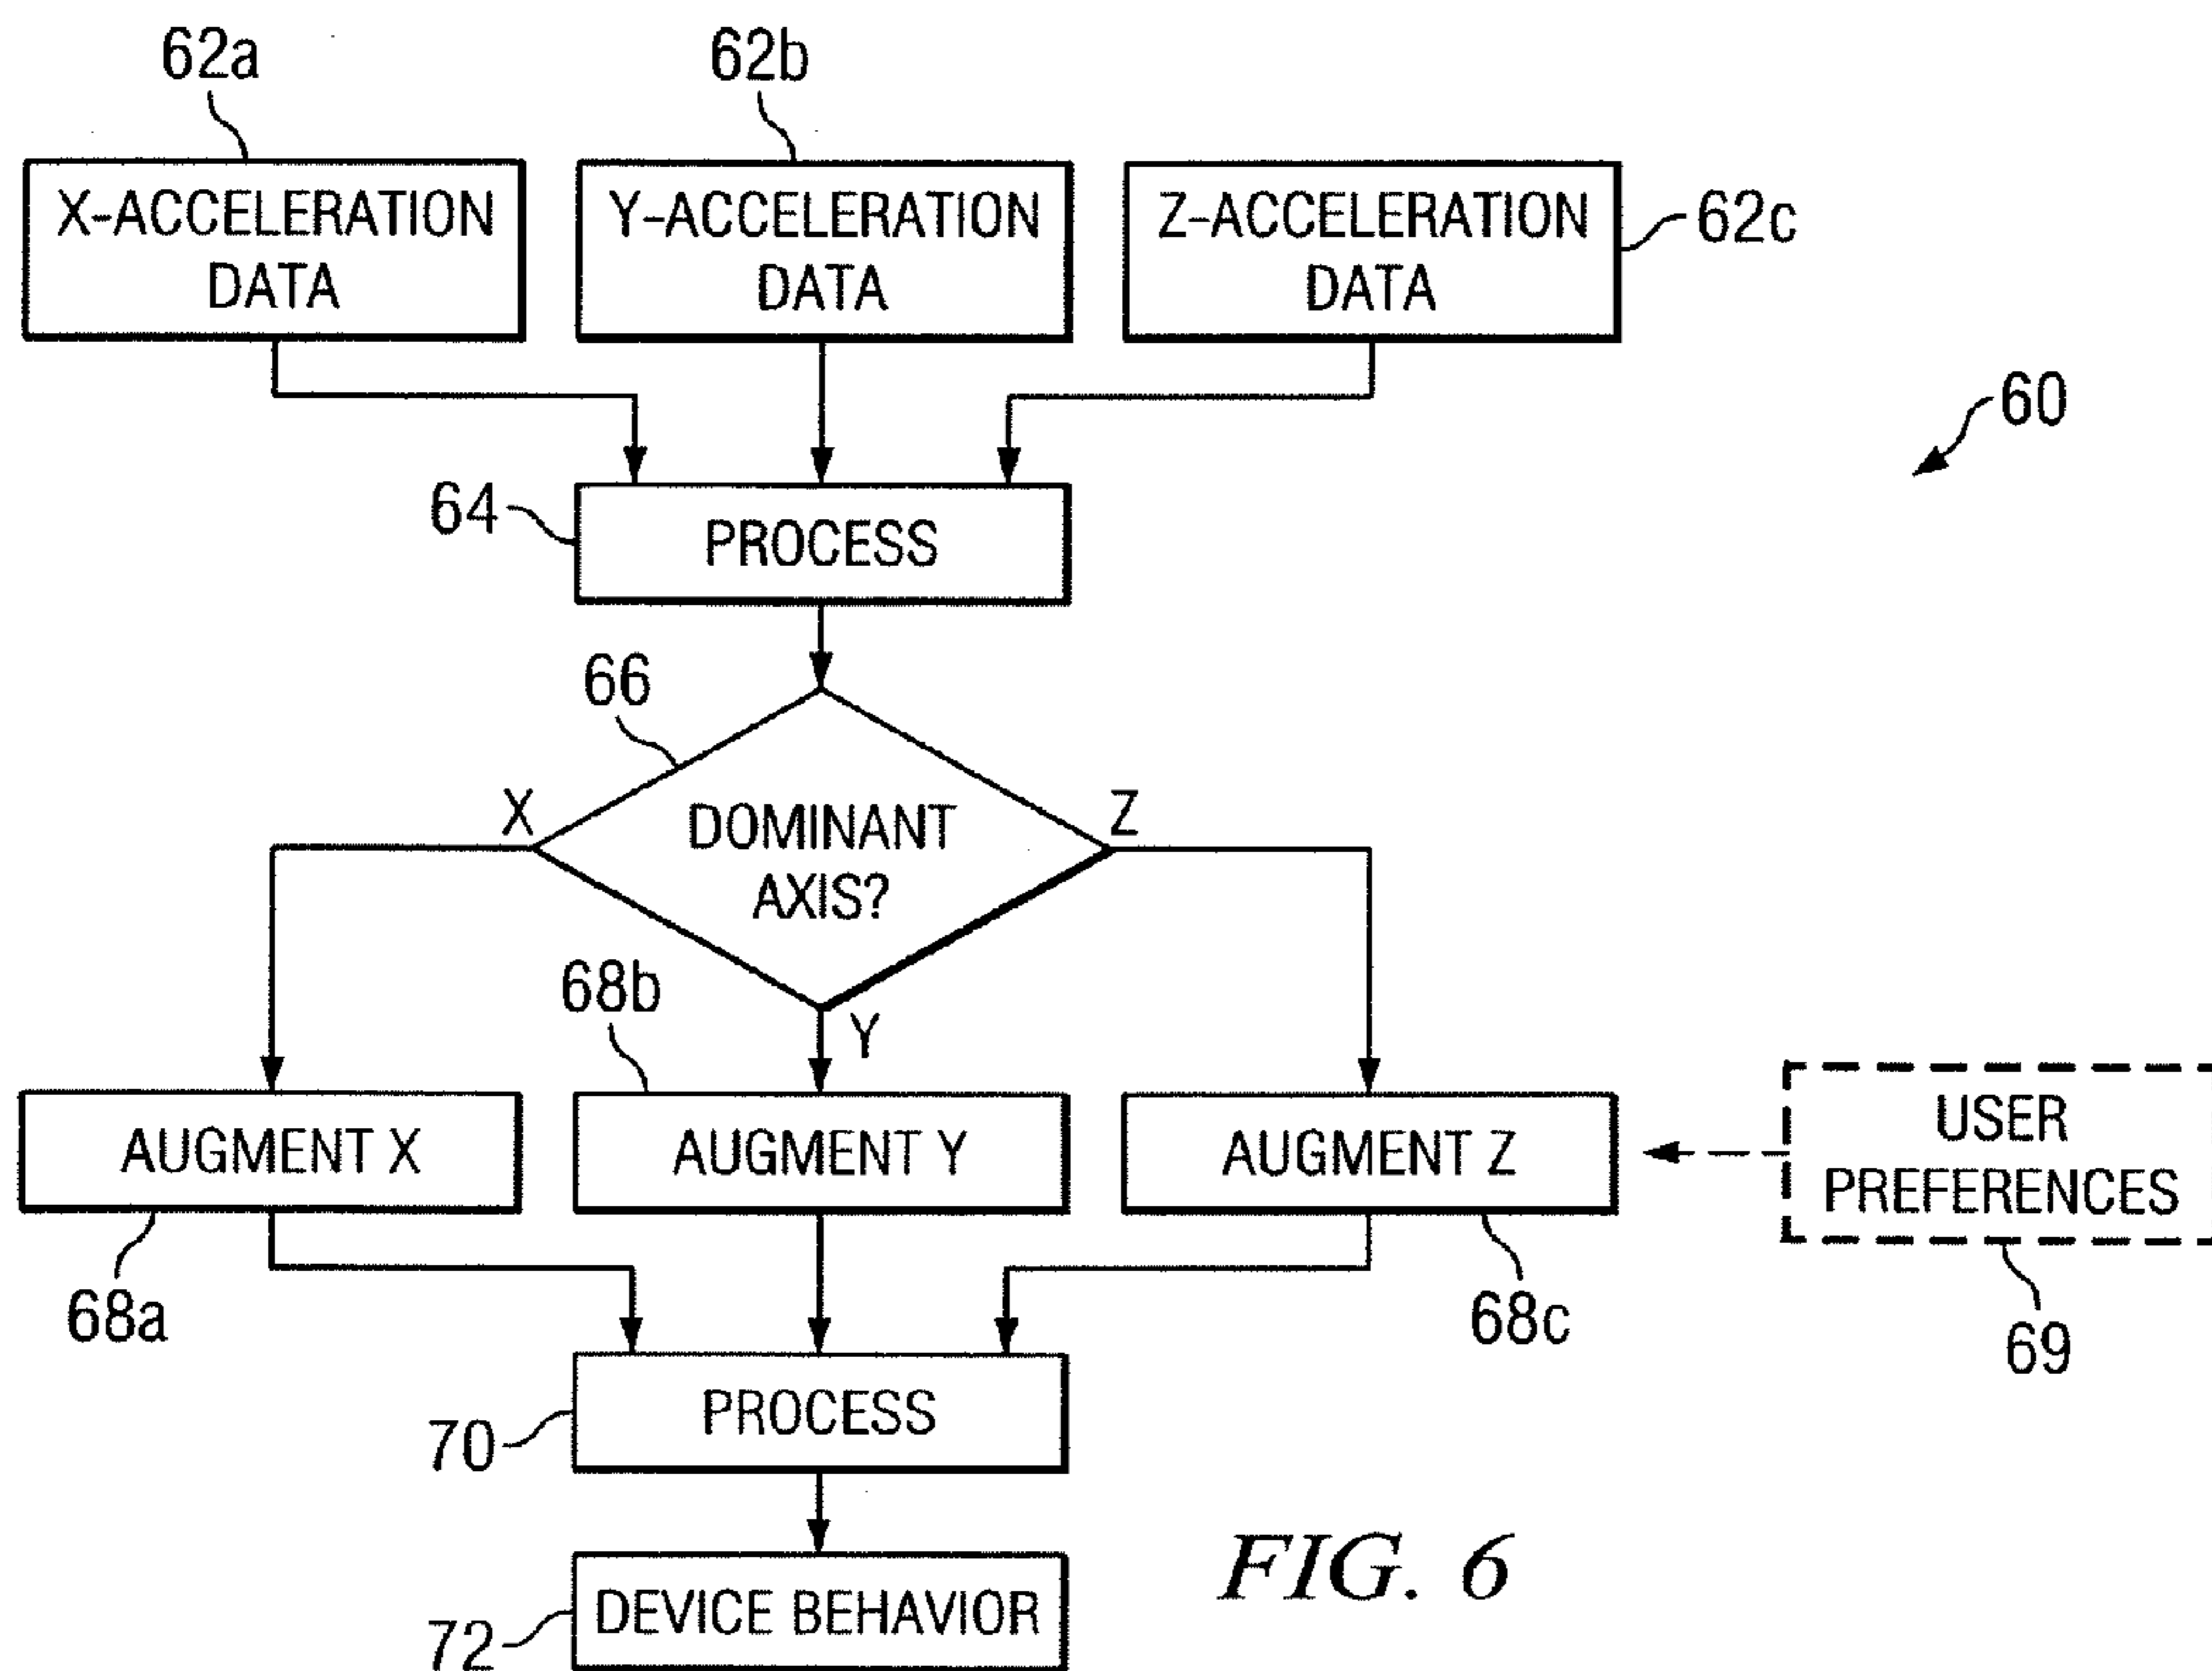 62a
62b
X-ACCELERATION
DATA
Y-ACCELERATION
DATA
Z-ACCELERATION
DATA
62c
60
64
PROCESS
66
X
DOMINANT
AXIS?
Z
Y
68b
AUGMENT X
AUGMENT Y
AUGMENT Z
USER
PREFERENCES
68a
68c
69
PROCESS
70
DEVICE BEHAVIOR
72
FIG. 6